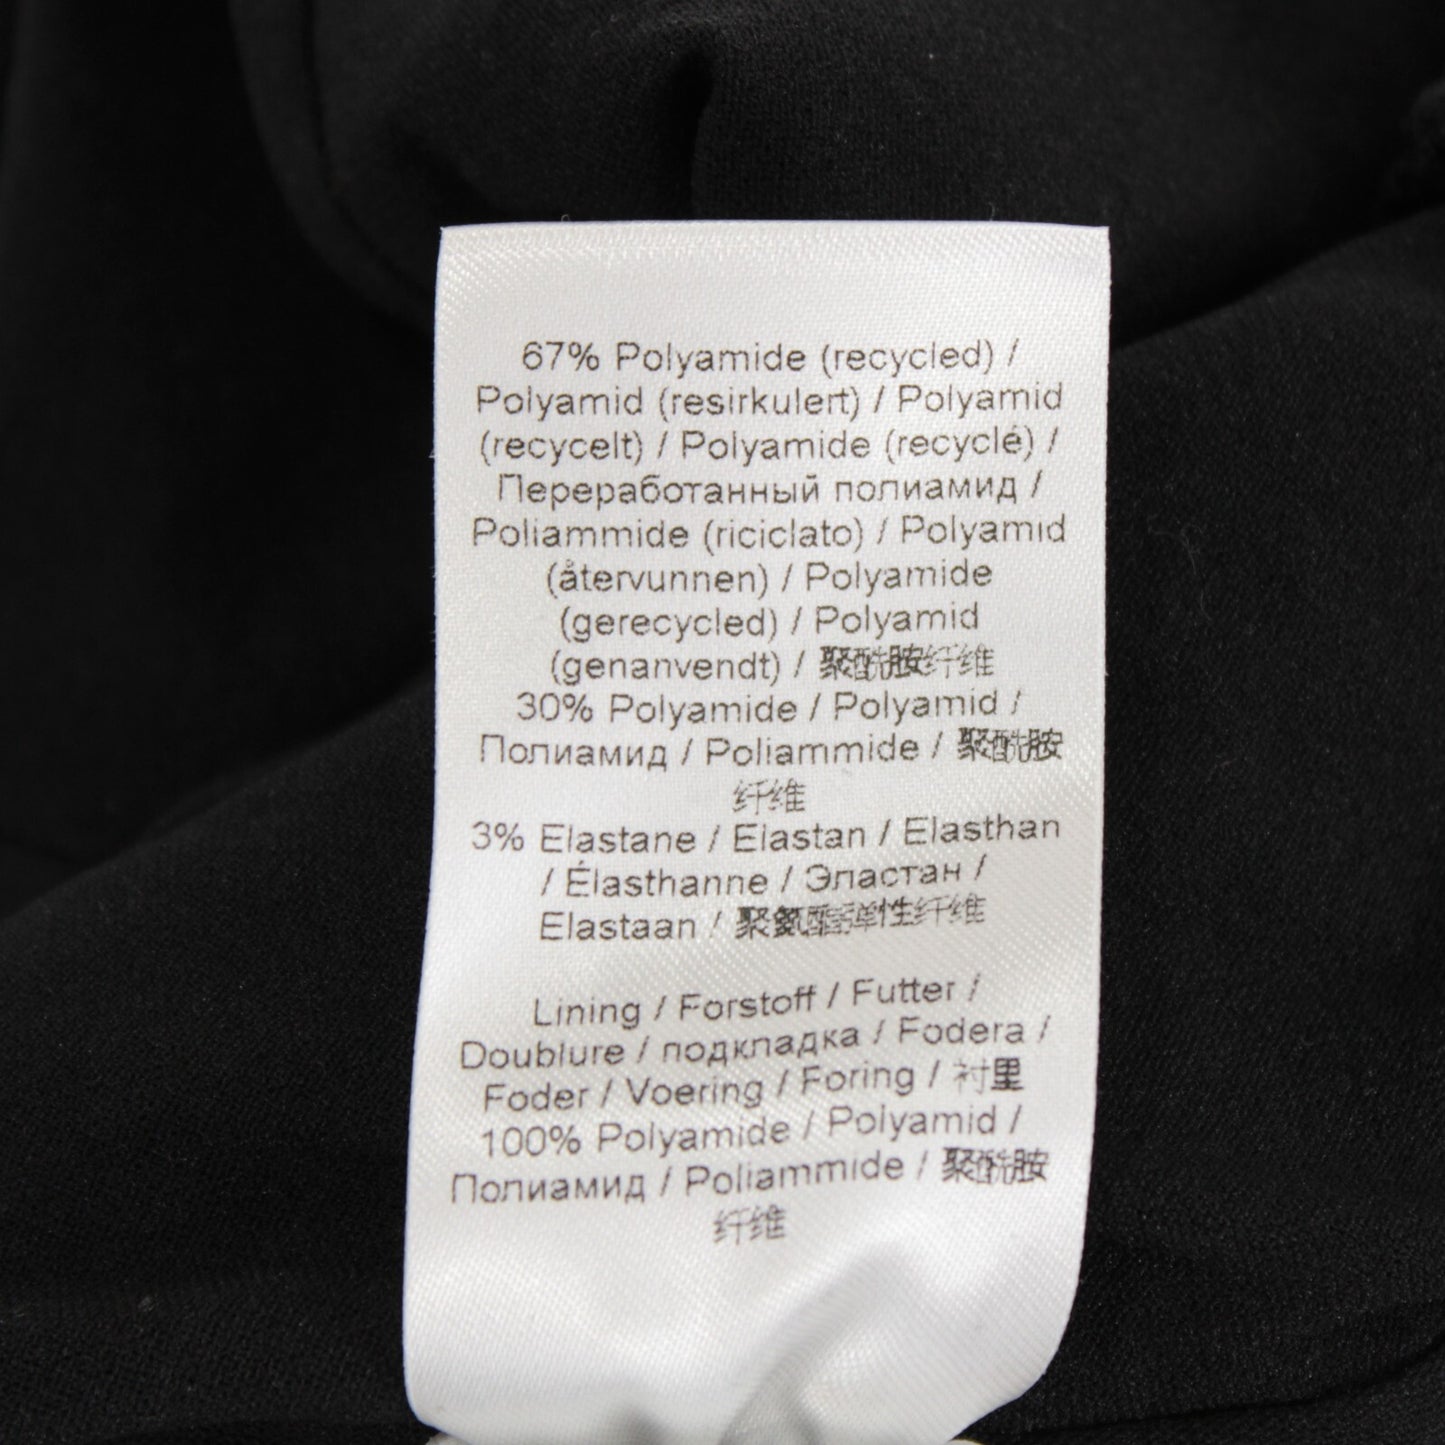 67% Polyamide (recycled) /
Polyamid (resirkulert) / Polyamid
(recycelt) / Polyamide (recyclé) /
Переработанный полиамид /
Poliammide (riciclato) / Polyamid
(återvunnen) / Polyamide
(gerecycled) / Polyamid
(genanvendt) / 聚酰胺纤维
30% Polyamide / Polyamid /
Полиамид / Poliammide / 聚酰胺
纤维
3% Elastane / Elastan / Elasthan
/ Élasthanne / Эластан /
Elastaan / 聚氨酯弹性纤维
Lining / Forstoff / Futter /
Doublure / подкладка / Fodera /
Foder / Voering / Foring / 衬里
100% Polyamide / Polyamid /
Полиамид / Poliammide / 聚酰胺
纤维